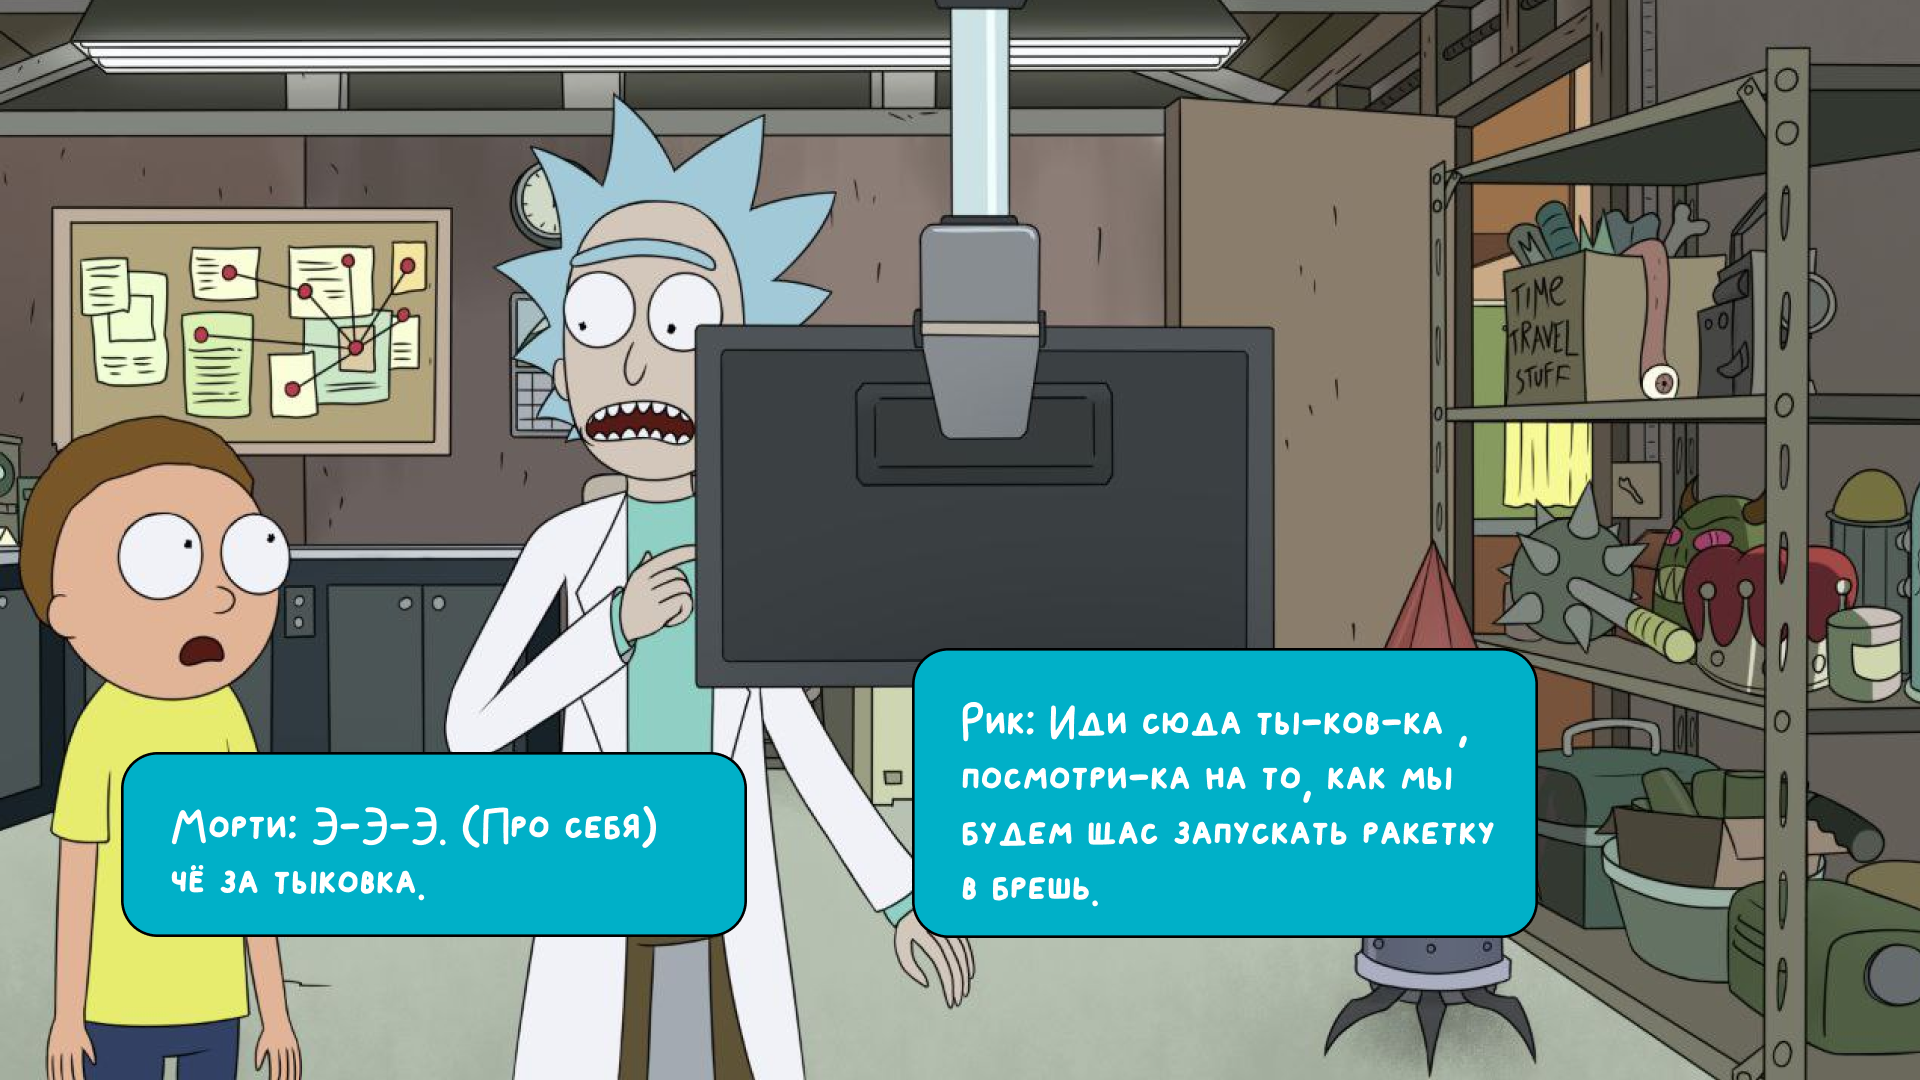 TIME
TRAVEL
STUFF
Рик: Иди сюда ты-ков-ка ,
посмотри-ка на то, как мы
будем щас запускать ракетку
в брешь.
Морти: Э-Э-Э. (Про себя)
чё за тыковка.